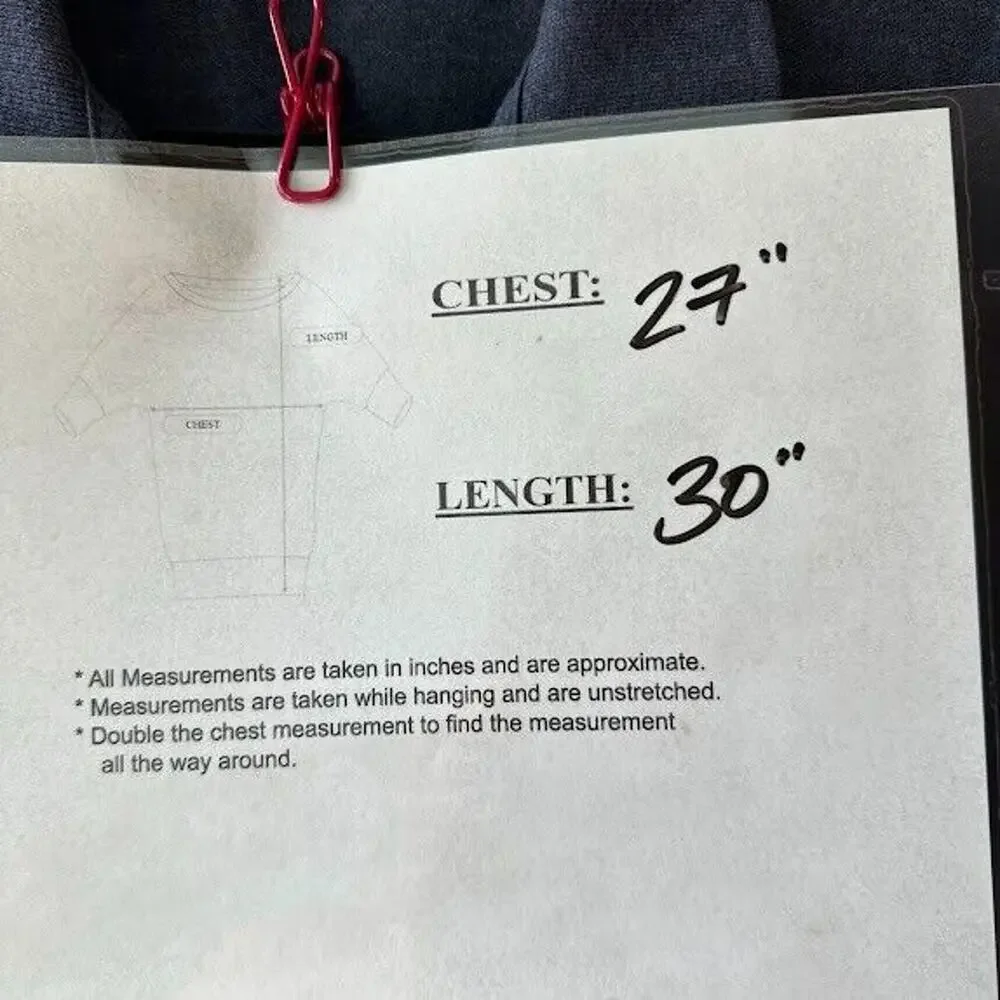 CHEST: 27"
LENGTH
CHEST
LENGTH: 30"
* All Measurements are taken in inches and are approximate.
* Measurements are taken while hanging and are unstretched.
* Double the chest measurement to find the measurement
all the way around.